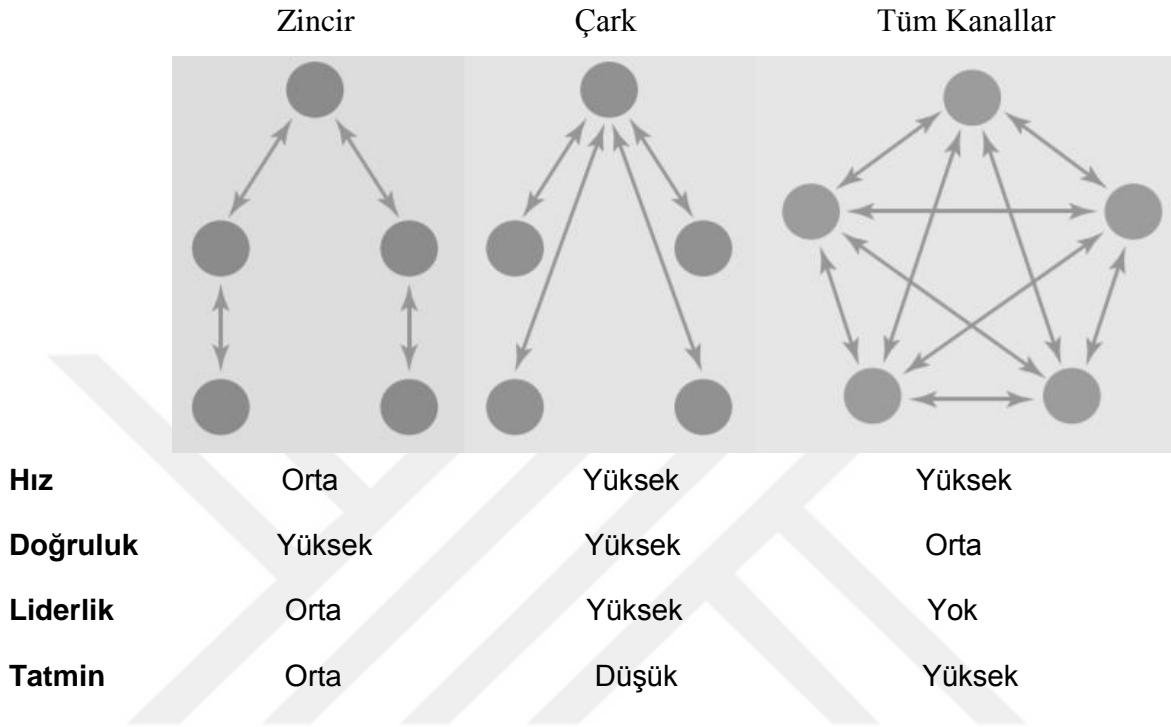 Zincir Çark Tüm Kanallar
Hız Orta Yüksek Yüksek
Doğruluk Yüksek Yüksek Orta
Liderlik Orta Yüksek Yok
Tatmin Orta Düşük Yüksek